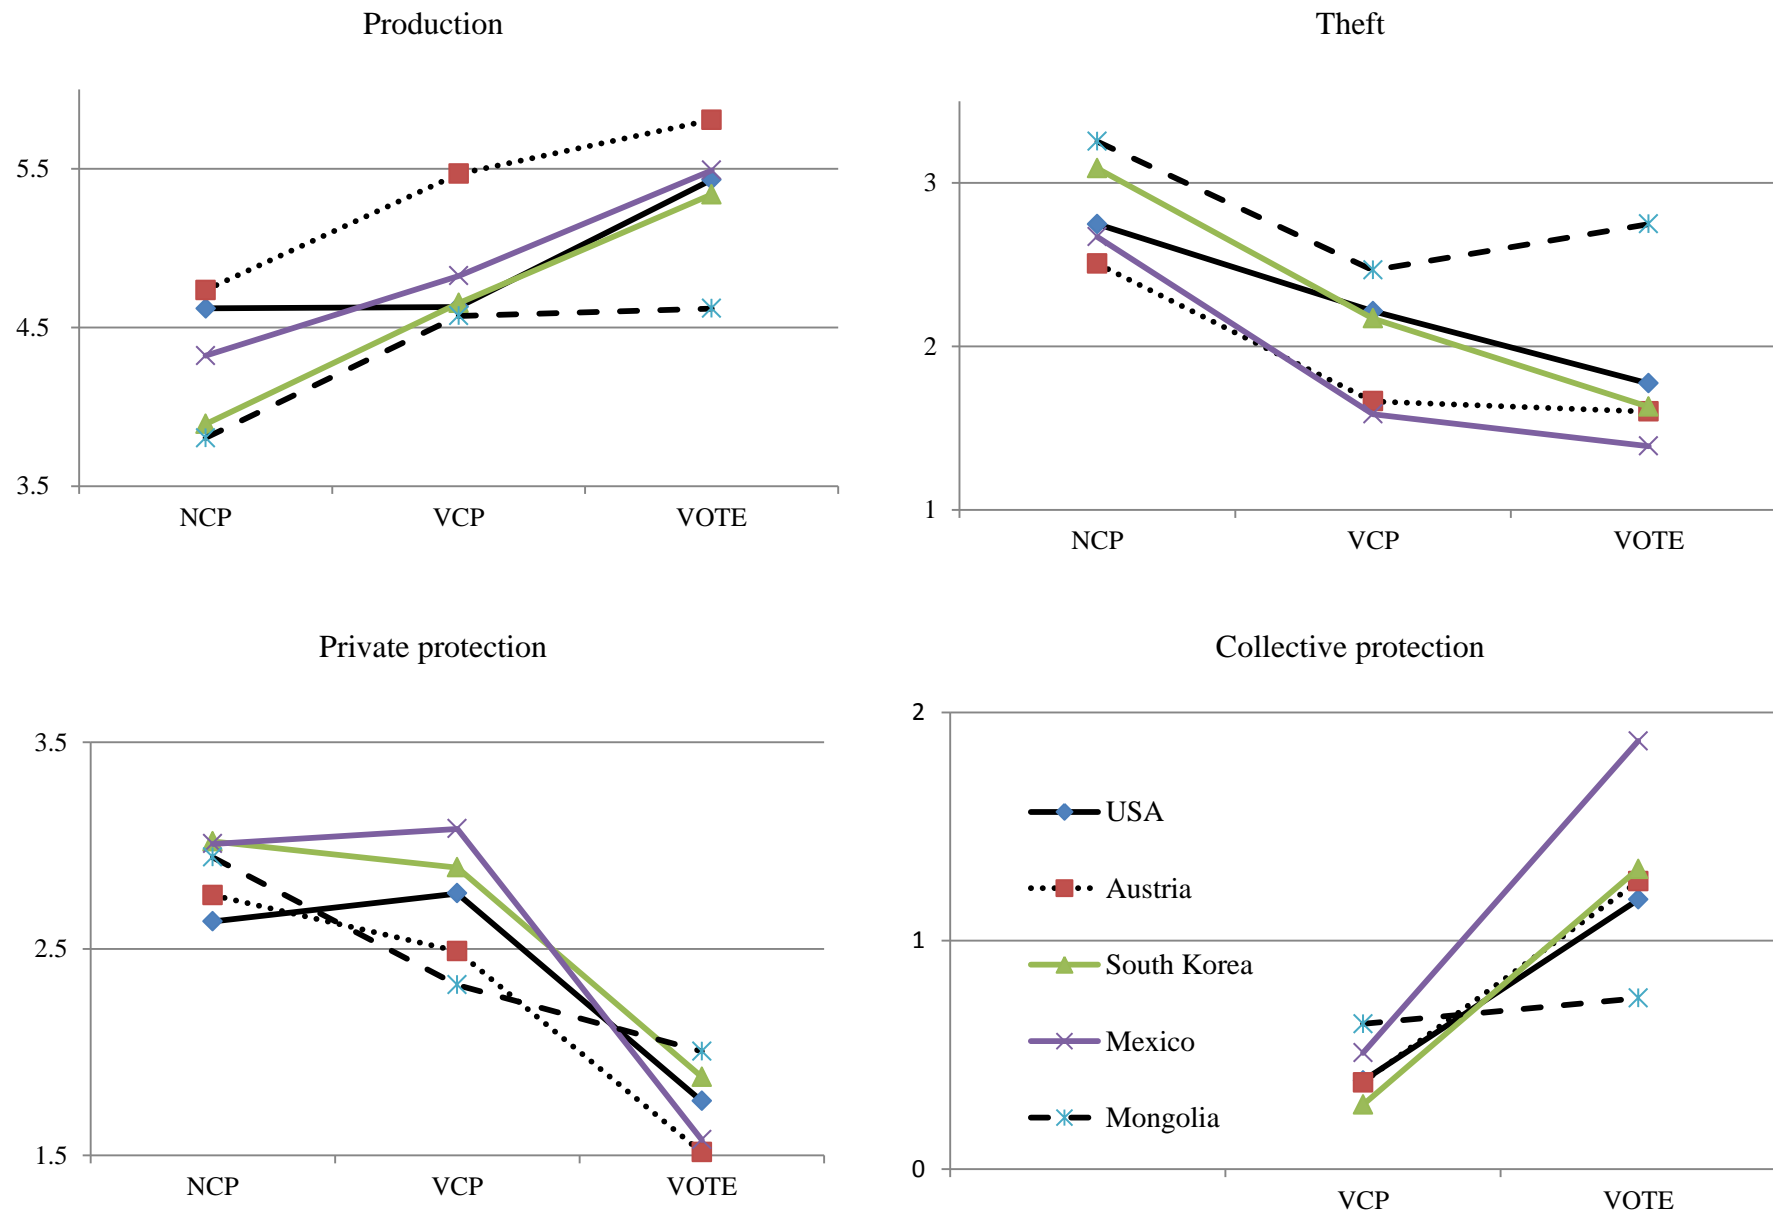 Production
5.5
4.5
3.5
NCP VCP VOTE
Theft
3
2
1
NCP VCP VOTE
Private protection
3.5
2.5
1.5
NCP VCP VOTE
Collective protection
2
1
0
USA
Austria
South Korea
Mexico
Mongolia
VCP VOTE